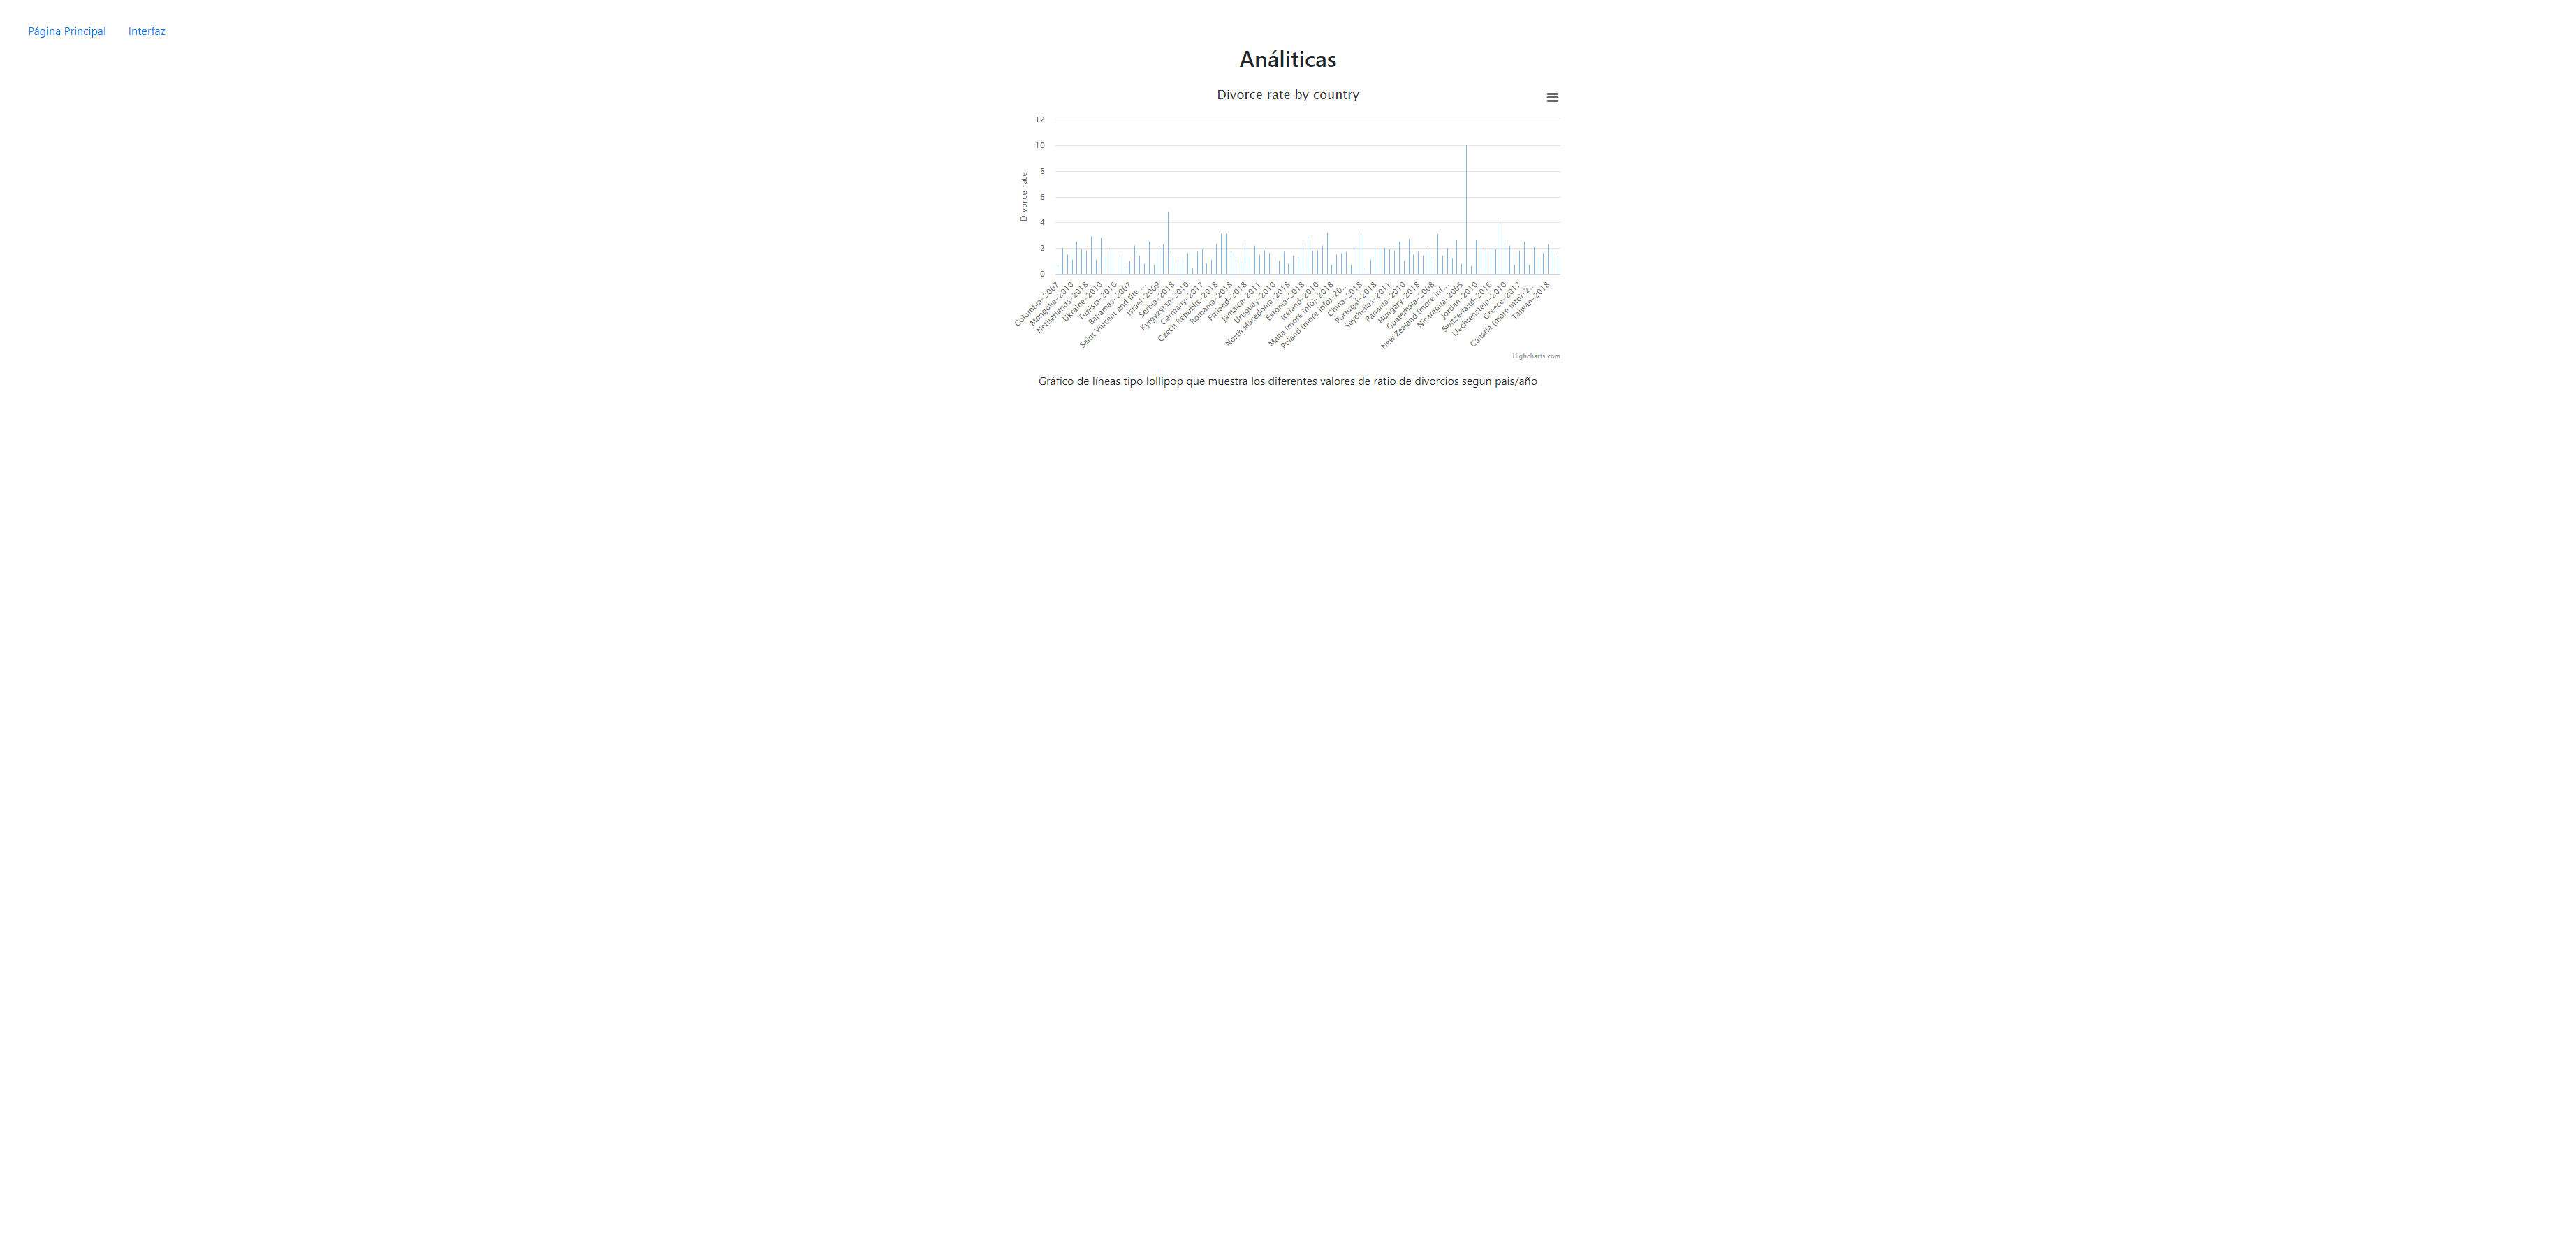 Página Principal Interfaz
Análiticas
Divorce rate by country
12
10
8
6
4
2
0
Divorce rate
Colombia-2007
Mongolia-2010
Netherlands-2018
Ukraine-2010
Tunisia-2016
Bahamas-2007
Saint Vincent and the …
Israel-2009
Serbia-2018
Kyrgyzstan-2010
Germany-2017
Czech Republic-2018
Romania-2018
Finland-2018
Jamaica-2011
Uruguay-2010
North Macedonia-2018
Estonia-2018
Iceland-2010
Malta (more info)-2018
Poland (more info)-20…
China-2018
Portugal-2018
Seychelles-2011
Panama-2010
Hungary-2018
Guatemala-2008
New Zealand (more inf…
Nicaragua-2005
Jordan-2010
Switzerland-2016
Liechtenstein-2010
Greece-2017
Canada (more info)-2…
Taiwan-2018
Highcharts.com
Gráfico de líneas tipo lollipop que muestra los diferentes valores de ratio de divorcios segun pais/año